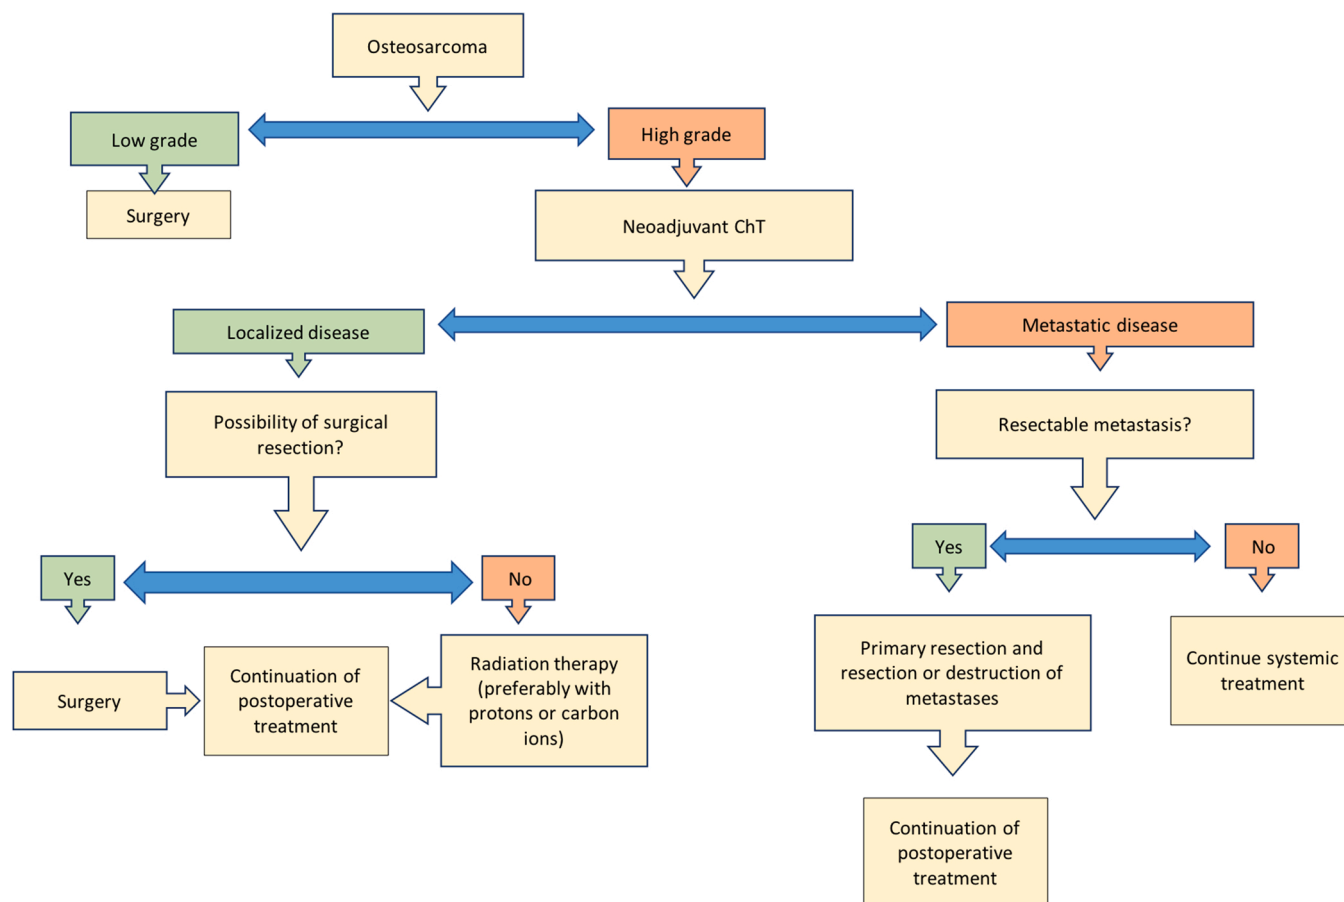 Osteosarcoma
Low grade
High grade
Surgery
Neoadjuvant ChT
Localized disease
Metastatic disease
Possibility of surgical
resection?
Resectable metastasis?
Yes
No
Yes
No
Surgery
Continuation of
postoperative
treatment
Radiation therapy
(preferably with
protons or carbon
ions)
Primary resection and
resection or destruction of
metastases
Continue systemic
treatment
Continuation of
postoperative
treatment